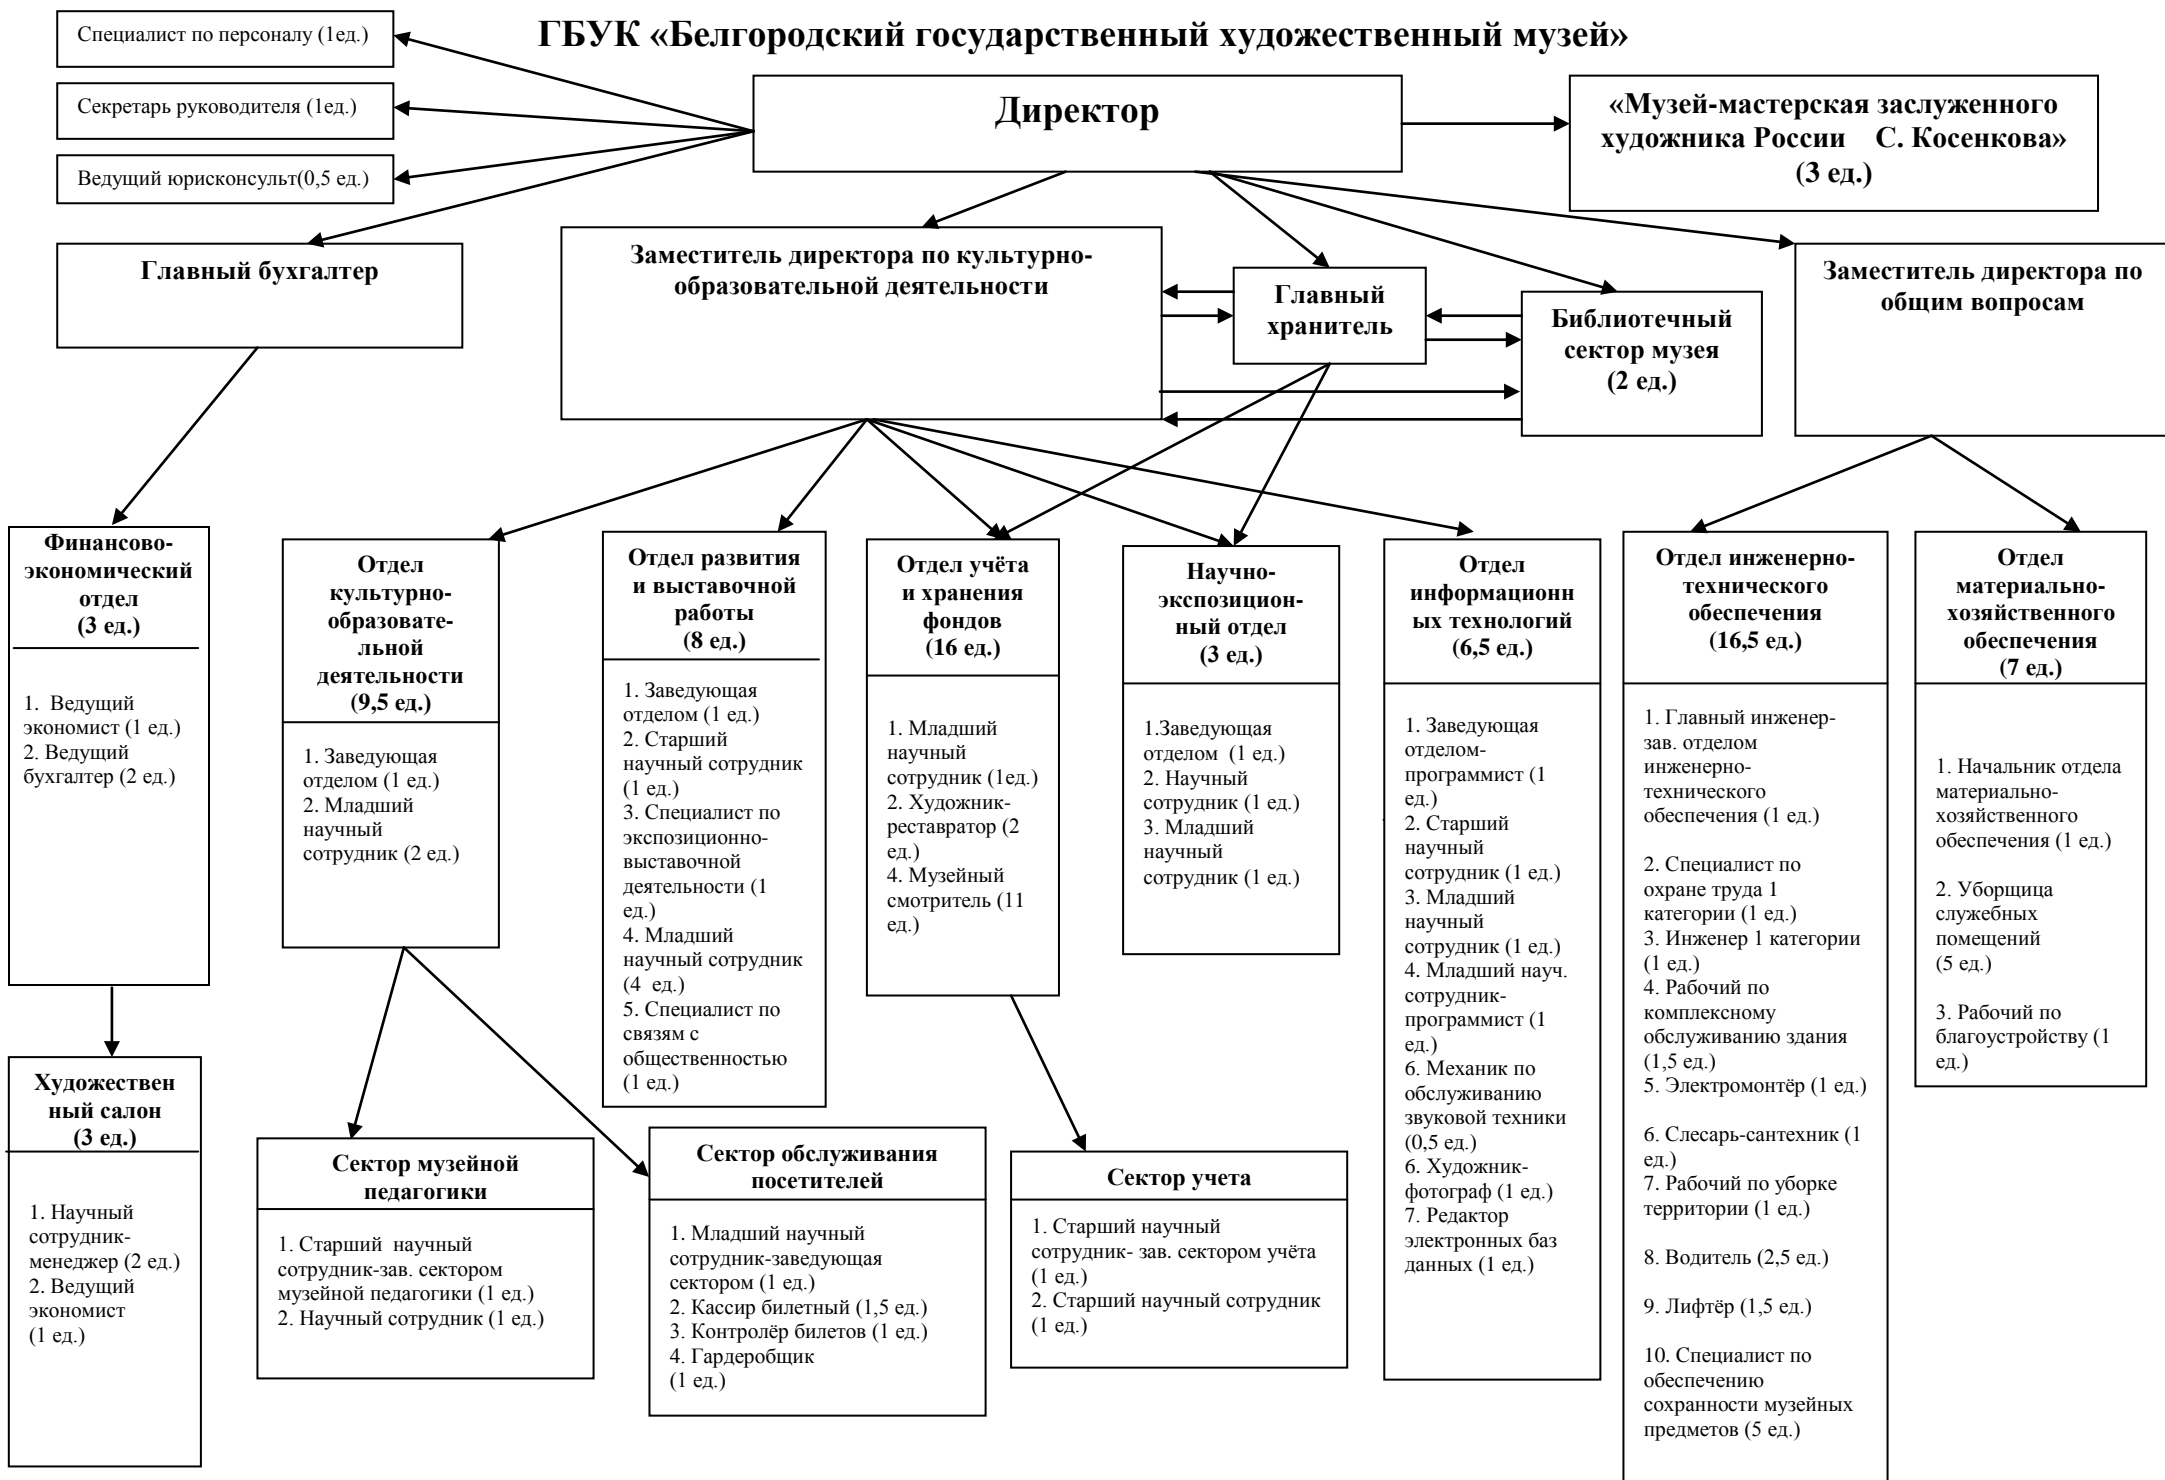 ГБУК «Белгородский государственный художественный музей»
Специалист по персоналу (1ед.)
Секретарь руководителя (1ед.)
Ведущий юрисконсульт(0,5 ед.)
Директор
«Музей-мастерская заслуженного
художника России С. Косенкова»
(3 ед.)
Главный бухгалтер
Заместитель директора по культурно-
образовательной деятельности
Главный
хранитель
Библиотечный
сектор музея
(2 ед.)
Заместитель директора по
общим вопросам
Финансово-
экономический
отдел
(3 ед.)
1. Ведущий
экономист (1 ед.)
2. Ведущий
бухгалтер (2 ед.)
Отдел
культурно-
образователь-
льной
деятельности
(9,5 ед.)
1. Заведующая
отделом (1 ед.)
2. Младший
научный
сотрудник (2 ед.)
Отдел развития
и выставочной
работы
(8 ед.)
1. Заведующая
отделом (1 ед.)
2. Старший
научный сотрудник
(1 ед.)
3. Специалист по
экспозиционно-
выставочной
деятельности (1
ед.)
4. Младший
научный сотрудник
(4 ед.)
5. Специалист по
связям с
общественностью
(1 ед.)
Отдел учёта
и хранения
фондов
(16 ед.)
1. Младший
научный
сотрудник (1ед.)
2. Художник-
реставратор (2
ед.)
4. Музейный
смотритель (11
ед.)
Научно-
экспозицион-
ный отдел
(3 ед.)
1.Заведующая
отделом (1 ед.)
2. Научный
сотрудник (1 ед.)
3. Младший
научный
сотрудник (1 ед.)
Отдел
информационн
ых технологий
(6,5 ед.)
1. Заведующая
отделом-
программист (1
ед.)
2. Старший
научный
сотрудник (1 ед.)
3. Младший
научный
сотрудник (1 ед.)
4. Младший науч.
сотрудник-
программист (1
ед.)
6. Механик по
обслуживанию
звуковой техники
(0,5 ед.)
6. Художник-
фотограф (1 ед.)
7. Редактор
электронных баз
данных (1 ед.)
Отдел инженерно-
технического
обеспечения
(16,5 ед.)
1. Главный инженер-
зав. отделом
инженерно-
технического
обеспечения (1 ед.)
2. Специалист по
охране труда 1
категории (1 ед.)
3. Инженер 1 категории
(1 ед.)
4. Рабочий по
комплексному
обслуживанию здания
(1,5 ед.)
5. Электромонтёр (1 ед.)
6. Слесарь-сантехник (1
ед.)
7. Рабочий по уборке
территории (1 ед.)
8. Водитель (2,5 ед.)
9. Лифтёр (1,5 ед.)
10. Специалист по
обеспечению
сохранности музейных
предметов (5 ед.)
Отдел
материально-
хозяйственного
обеспечения
(7 ед.)
1. Начальник отдела
материально-
хозяйственного
обеспечения (1 ед.)
2. Уборщица
служебных
помещений
(5 ед.)
3. Рабочий по
благоустройству (1
ед.)
Художествен
ный салон
(3 ед.)
1. Научный
сотрудник-
менеджер (2 ед.)
2. Ведущий
экономист
(1 ед.)
Сектор музейной
педагогики
1. Старший научный
сотрудник-зав. сектором
музейной педагогики (1 ед.)
2. Научный сотрудник (1 ед.)
Сектор обслуживания
посетителей
1. Младший научный
сотрудник-заведующая
сектором (1 ед.)
2. Кассир билетный (1,5 ед.)
3. Контролёр билетов (1 ед.)
4. Гардеробщик
(1 ед.)
Сектор учета
1. Старший научный
сотрудник- зав. сектором учёта
(1 ед.)
2. Старший научный сотрудник
(1 ед.)